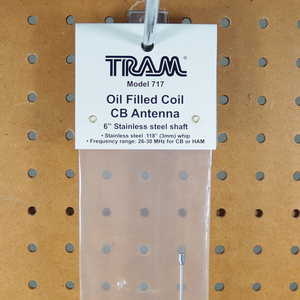 TRAM®
Model 717
Oil Filled Coil
CB Antenna
6" Stainless steel shaft
• Stainless steel .118" (3mm) whip
• Frequency range: 26-30 MHz for CB or HAM